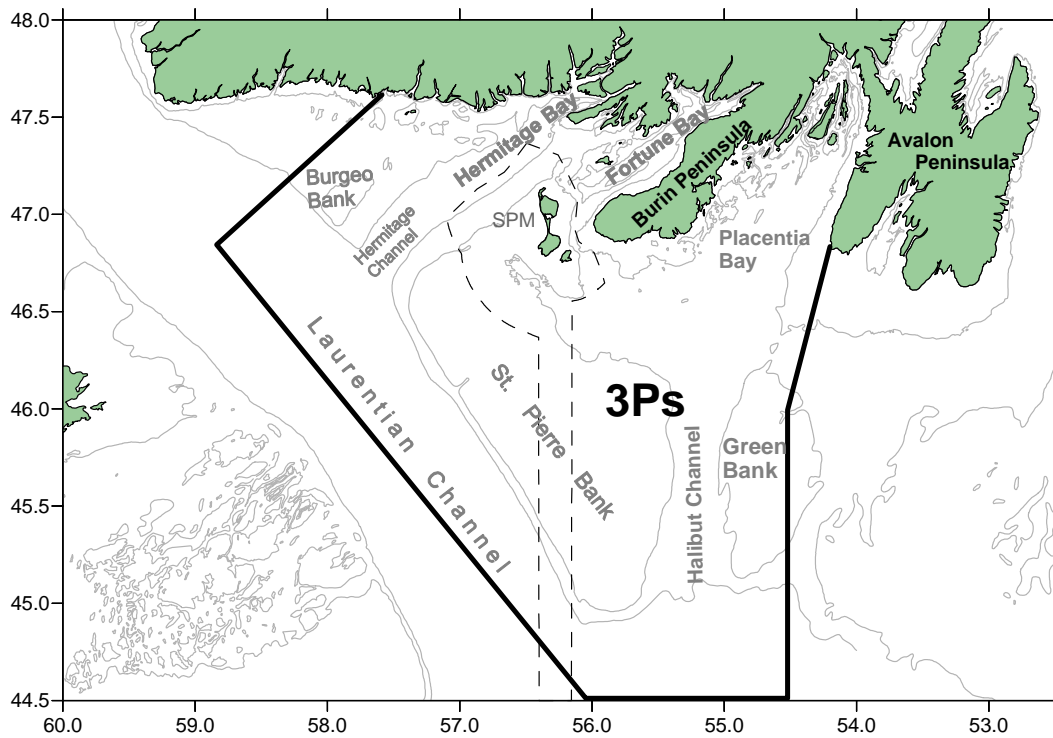 48.0
47.5
47.0
46.5
46.0
45.5
45.0
44.5
60.0
59.0
58.0
57.0
56.0
55.0
54.0
53.0
Hermitage Bay
Fortune Bay
Burin Peninsula
Avalon
Peninsula
Burgeo
Bank
Hermitage
Channel
SPM
Placentia
Bay
Laurentian Channel
St. Pierre Bank
3Ps
Halibut Channel
Green
Bank